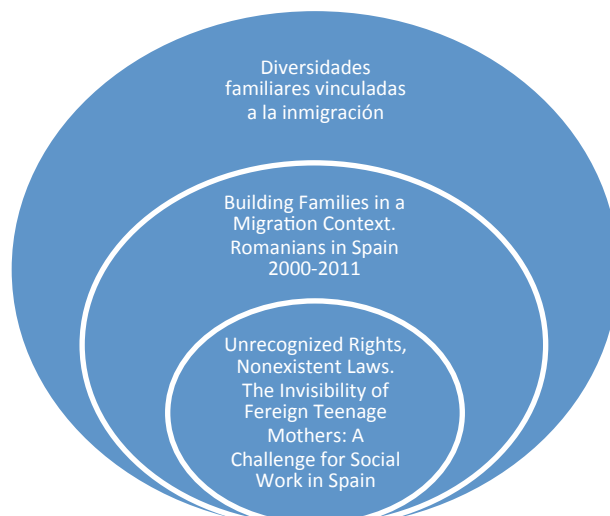 Diversidades
familiares vinculadas
a la inmigración
Building Families in a
Migration Context.
Romanians in Spain
2000-2011
Unrecognized Rights,
Nonexistent Laws.
The Invisibility of
Fereign Teenage
Mothers: A
Challenge for Social
Work in Spain